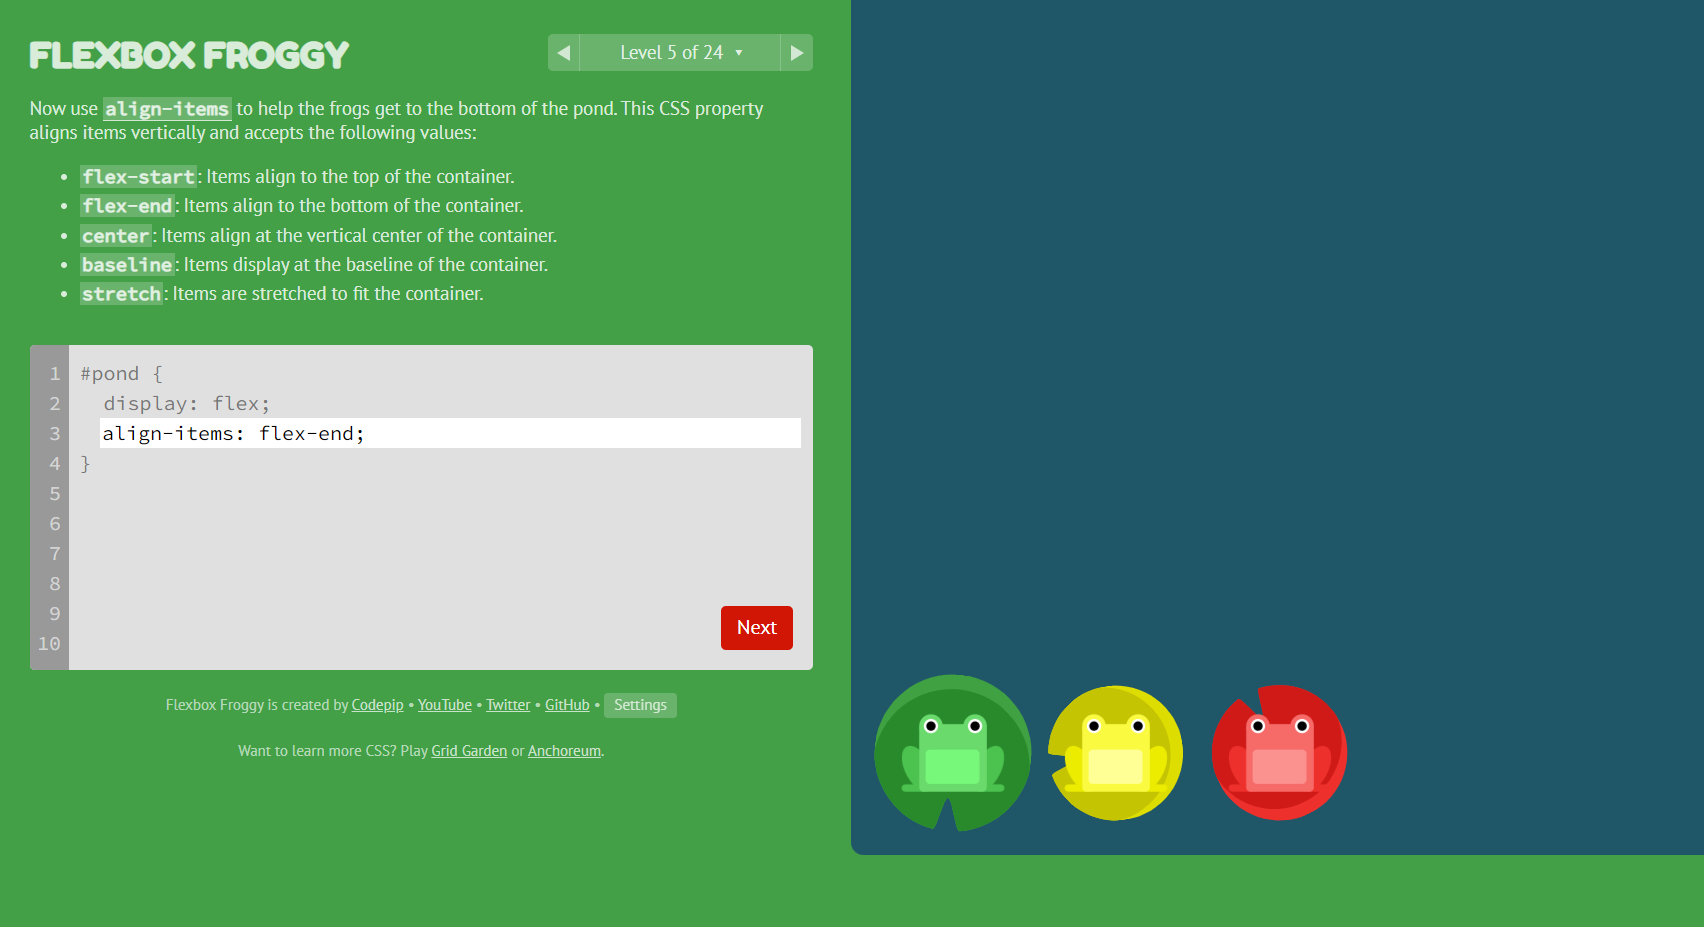 FLEXBOX FROGGY
Level 5 of 24
Now use align-items to help the frogs get to the bottom of the pond. This CSS property
aligns items vertically and accepts the following values:
• flex-start: Items align to the top of the container.
• flex-end: Items align to the bottom of the container.
• center: Items align at the vertical center of the container.
• baseline: Items display at the baseline of the container.
• stretch: Items are stretched to fit the container.
1 #pond {
2 display: flex;
3 align-items: flex-end;
4 }
5
6
7
8
9
10
Next
Flexbox Froggy is created by Codepip • YouTube • Twitter • GitHub • Settings
Want to learn more CSS? Play Grid Garden or Anchoreum.